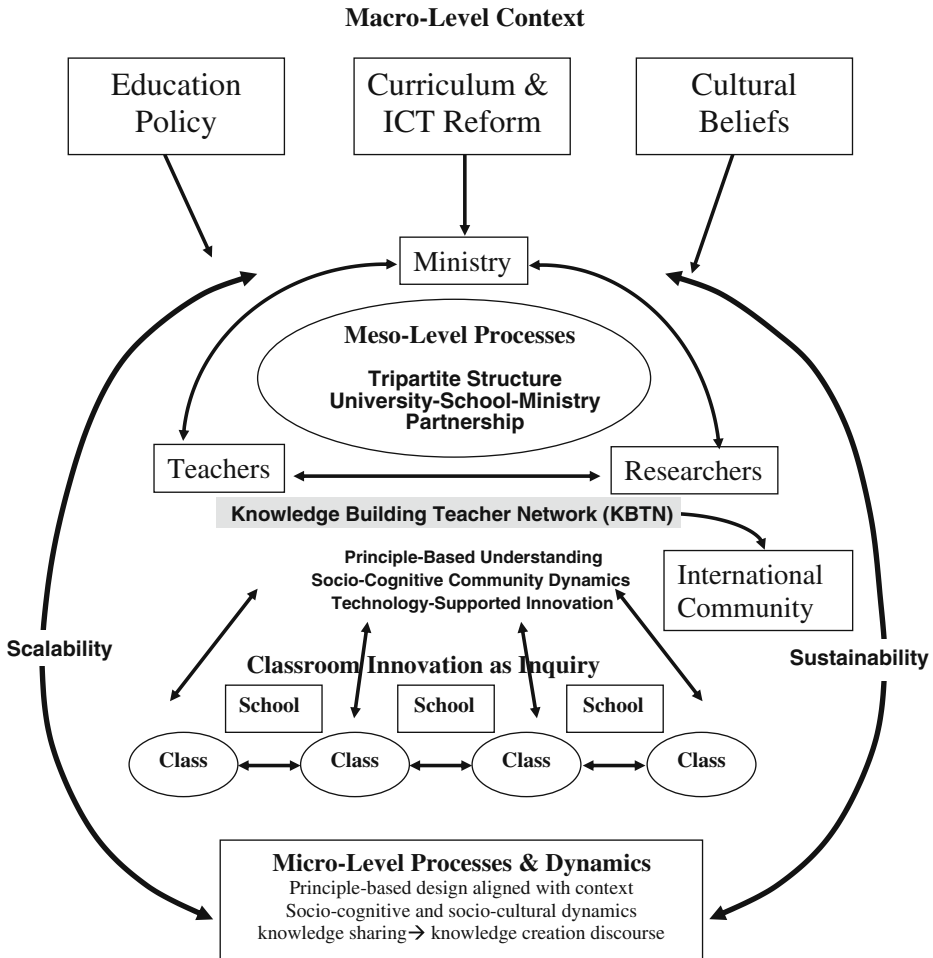 Macro-Level Context
Education
Policy
Curriculum &
ICT Reform
Cultural
Beliefs
Ministry
Meso-Level Processes
Tripartite Structure
University-School-Ministry
Partnership
Teachers
Researchers
Knowledge Building Teacher Network (KBTN)
Principle-Based Understanding
Socio-Cognitive Community Dynamics
Technology-Supported Innovation
International
Community
Scalability
Sustainability
Classroom Innovation as Inquiry
School
School
School
Class
Class
Class
Class
Micro-Level Processes & Dynamics
Principle-based design aligned with context
Socio-cognitive and socio-cultural dynamics
knowledge sharing→ knowledge creation discourse